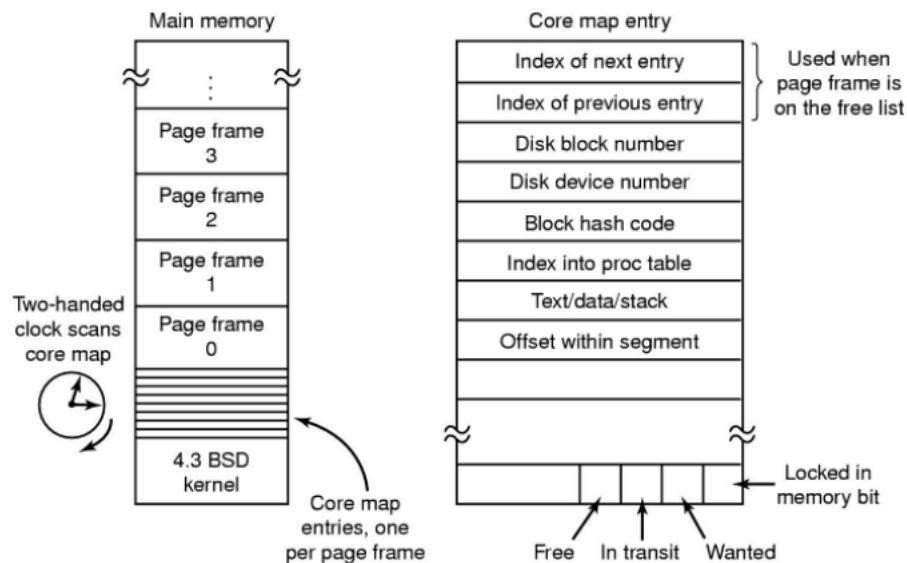 Main memory
Page frame
3
Page frame
2
Page frame
1
Page frame
0
4.3 BSD
kernel
Two-handed
clock scans
core map
Core map
entries, one
per page frame
Core map entry
Index of next entry
Index of previous entry
Disk block number
Disk device number
Block hash code
Index into proc table
Text/data/stack
Offset within segment
Used when
page frame is
on the free list
Locked in
memory bit
Free
In transit
Wanted